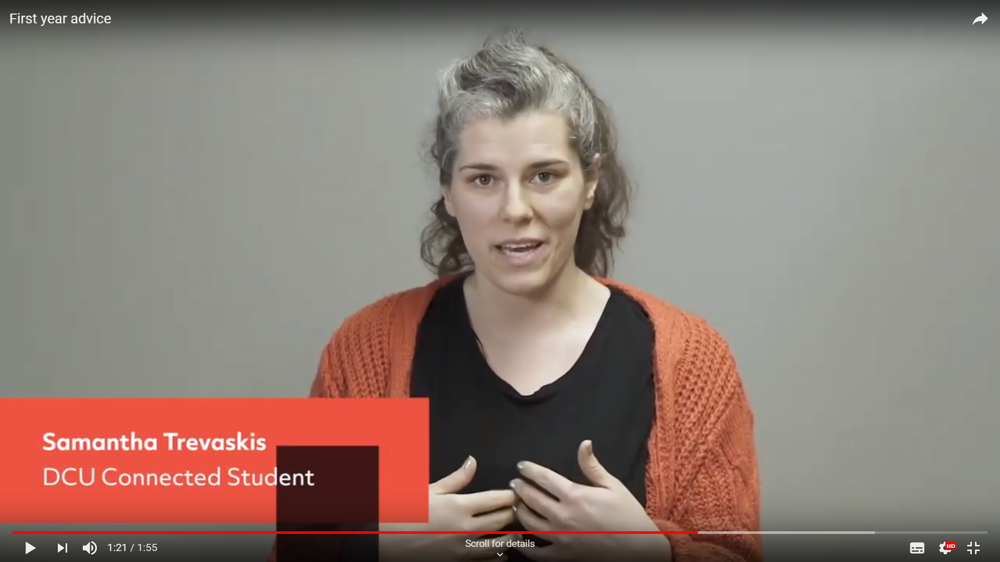 First year advice
Samantha Trevaskis
DCU Connected Student
Scroll for details
1:21 / 1:55
HD